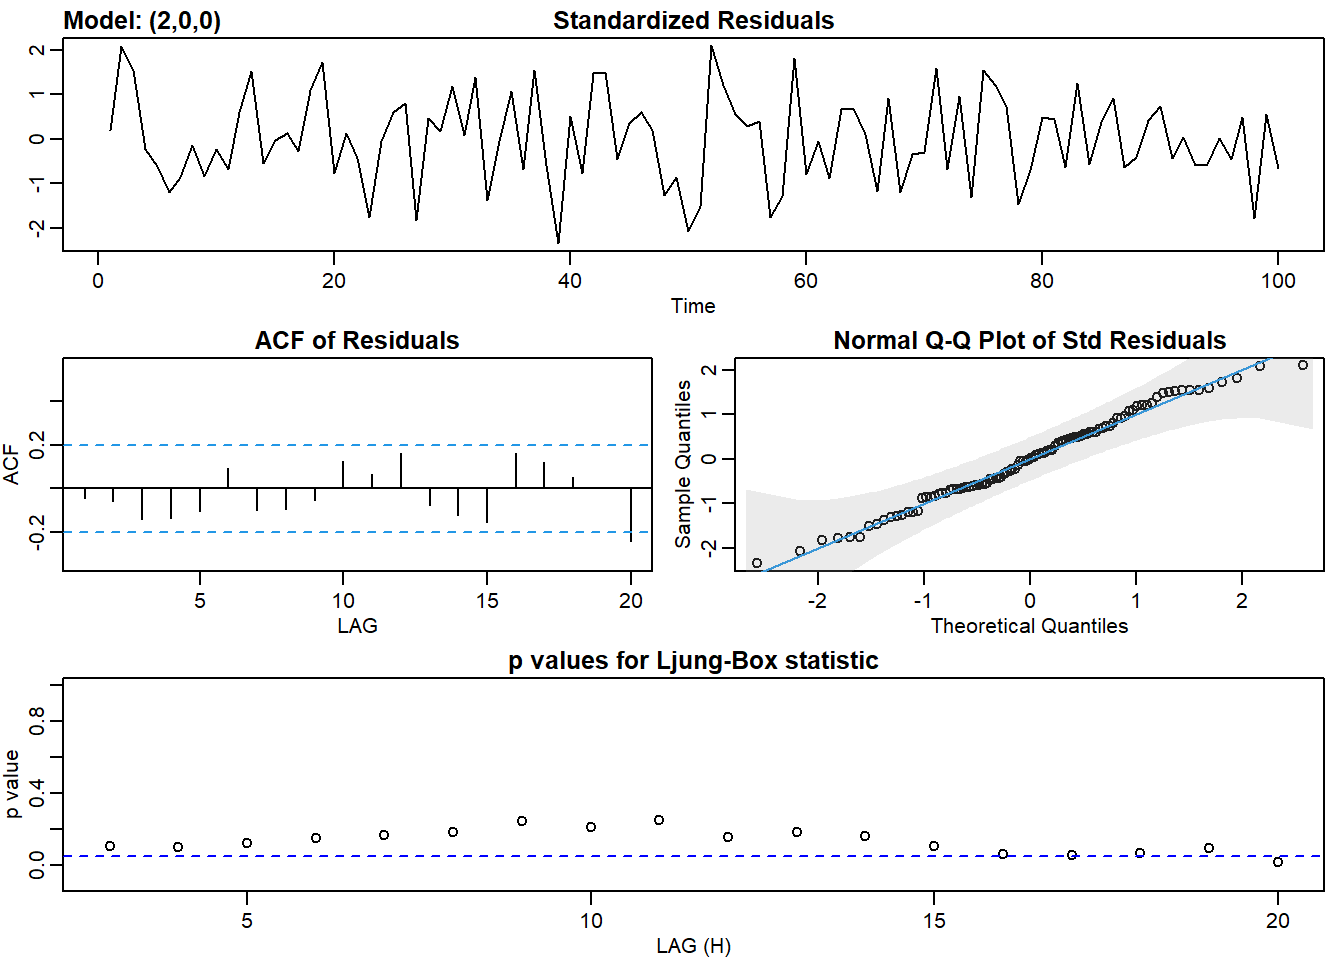 Model: (2,0,0) Standardized Residuals
2
1
0
-1
-2
0 20 40 60 80 100
Time
ACF of Residuals
ACF
0.2
-0.2
5 10 15 20
LAG
Normal Q-Q Plot of Std Residuals
Sample Quantiles
2
1
0
-1
-2
-2 -1 0 1 2
Theoretical Quantiles
p values for Ljung-Box statistic
p value
0.8
0.4
0.0
5 10 15 20
LAG (H)